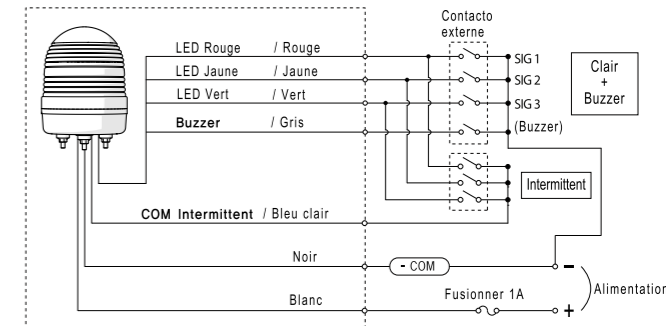 Contacto
externe
LED Rouge / Rouge
SIG 1
LED Jaune / Jaune
SIG 2
LED Vert / Vert
SIG 3
Buzzer / Gris
(Buzzer)
Clair
+
Buzzer
Intermittent
COM Intermittent / Bleu clair
Noir
- COM
-
Alimentation
Blanc
Fusionner 1A
+